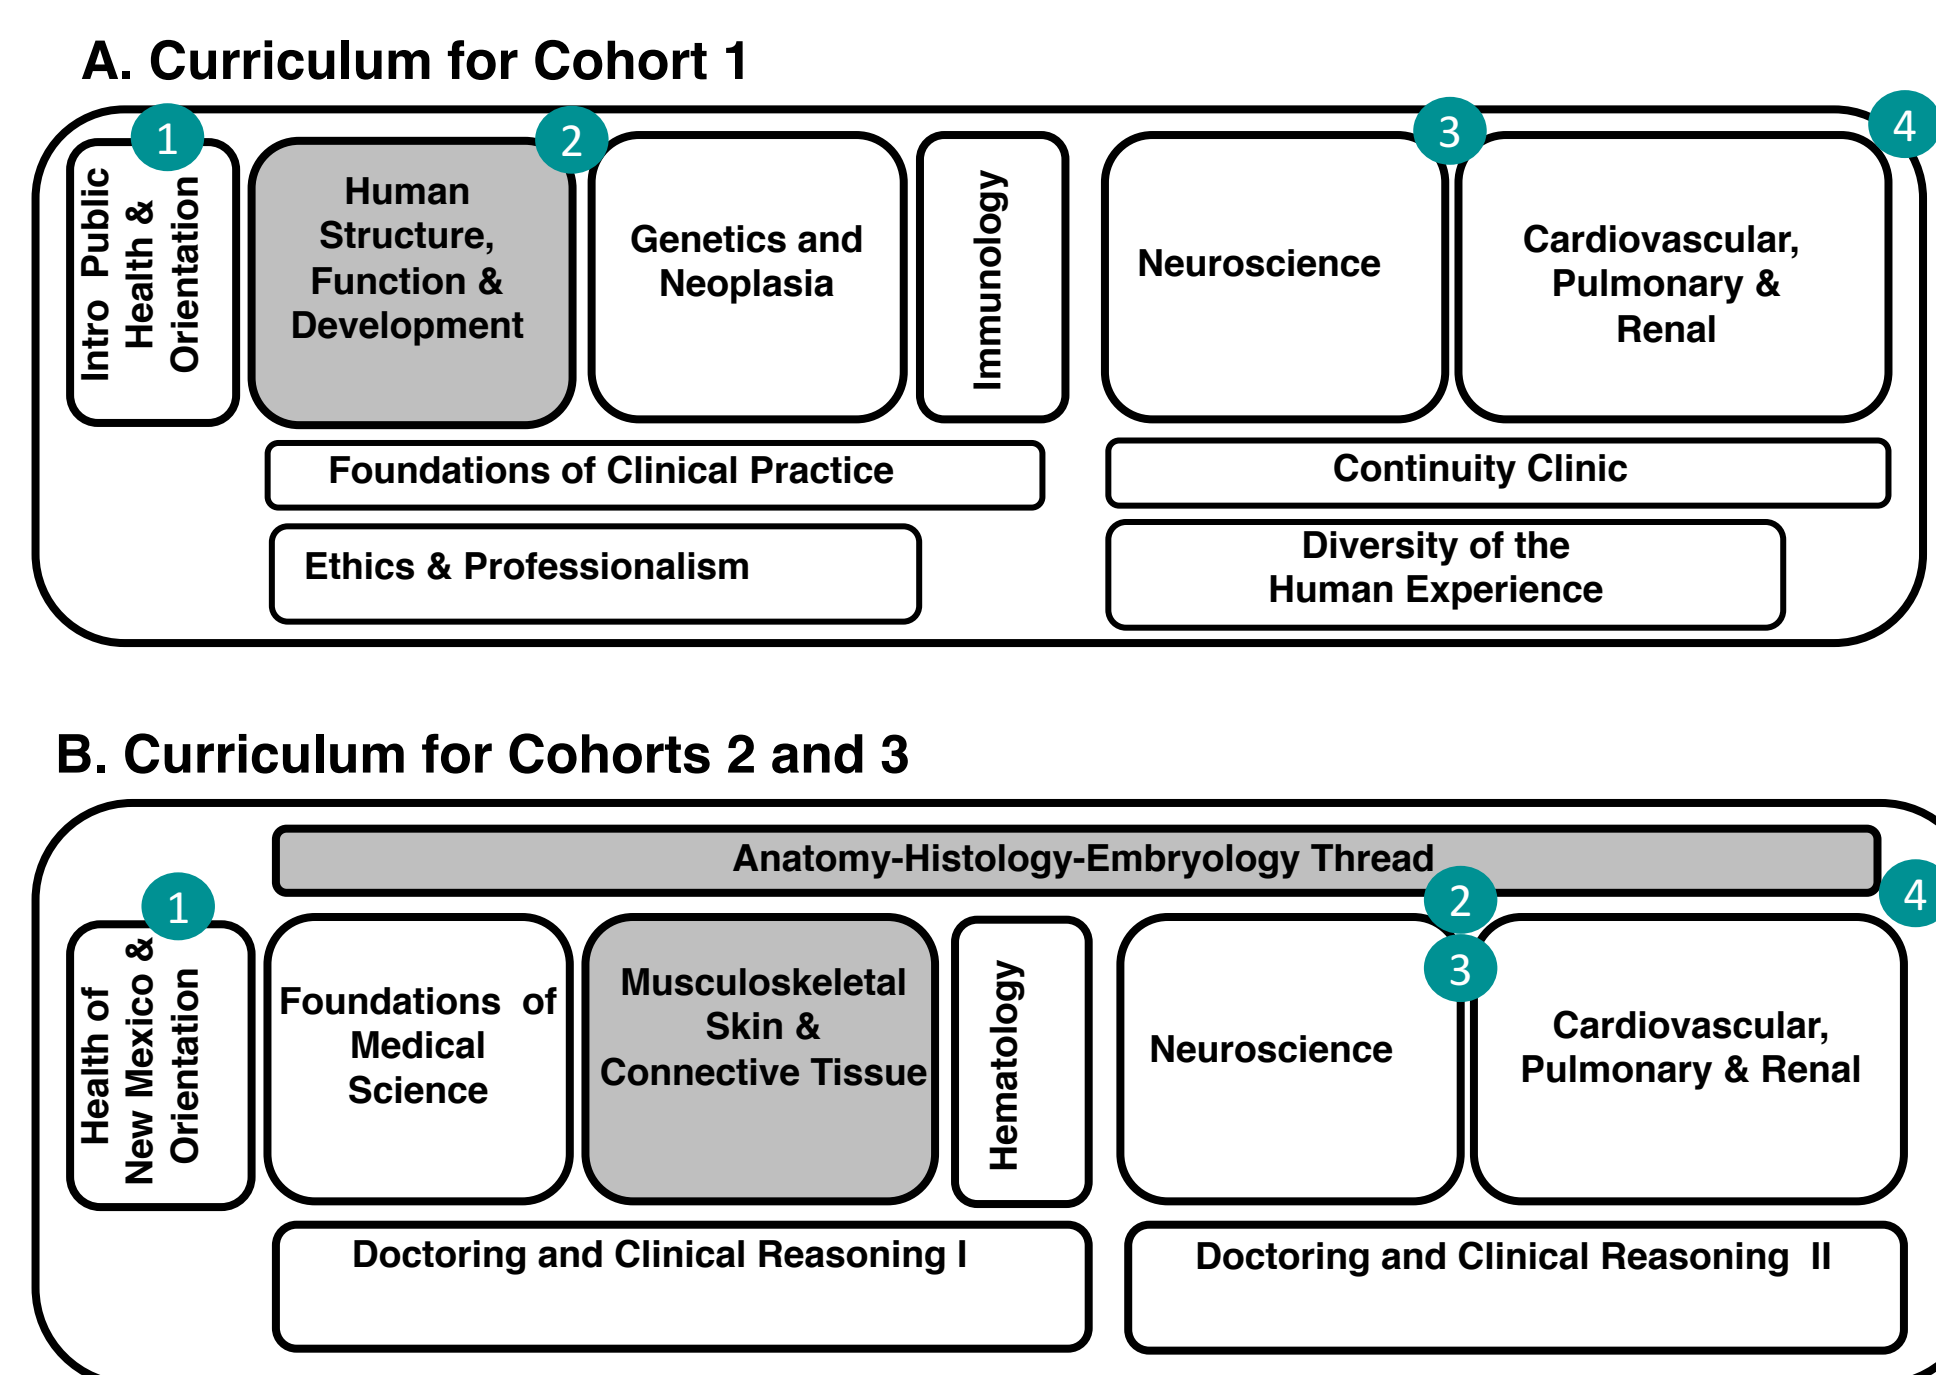 A. Curriculum for Cohort 1
1
2
3
4
Intro Public
Health &
Orientation
Human
Structure,
Function &
Development
Genetics and
Neoplasia
Immunology
Neuroscience
Cardiovascular,
Pulmonary &
Renal
Foundations of Clinical Practice
Continuity Clinic
Ethics & Professionalism
Diversity of the
Human Experience
B. Curriculum for Cohorts 2 and 3
Anatomy-Histology-Embryology Thread
1
2
3
4
Health of
New Mexico &
Orientation
Foundations of
Medical
Science
Musculoskeletal
Skin &
Connective Tissue
Hematology
Neuroscience
Cardiovascular,
Pulmonary & Renal
Doctoring and Clinical Reasoning I
Doctoring and Clinical Reasoning II